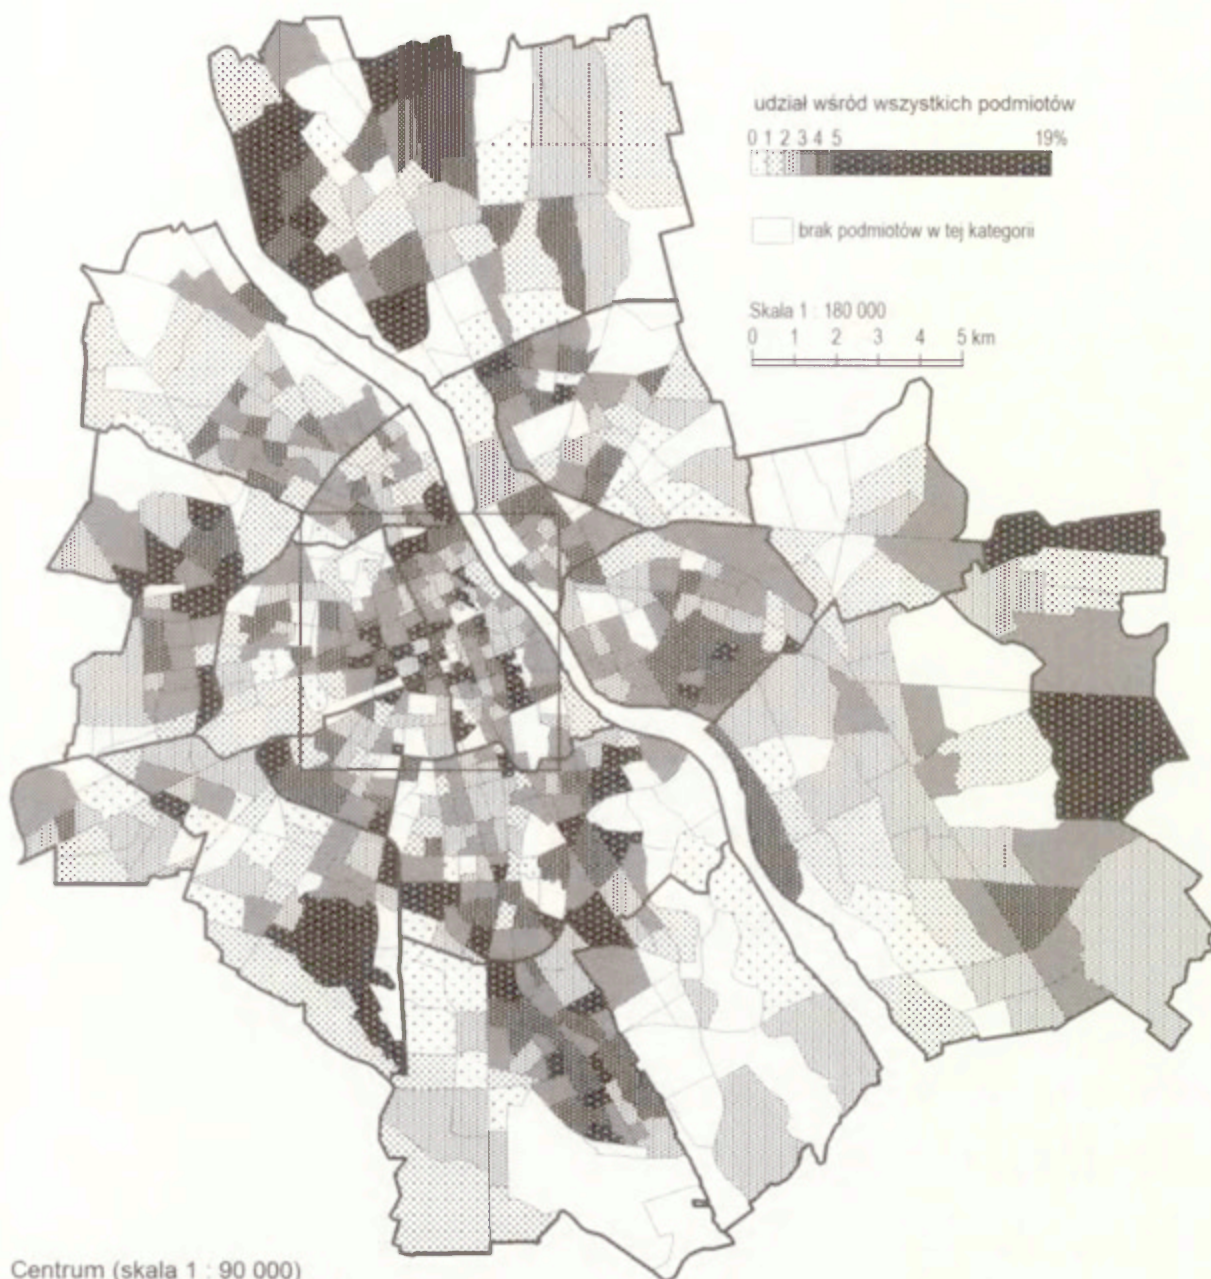 udział wśród wszystkich podmiotów
0 1 2 3 4 5 19%
brak podmiotów w tej kategorii
Skala 1 : 180 000
0 1 2 3 4 5 km
Centrum (skala 1 : 90 000)